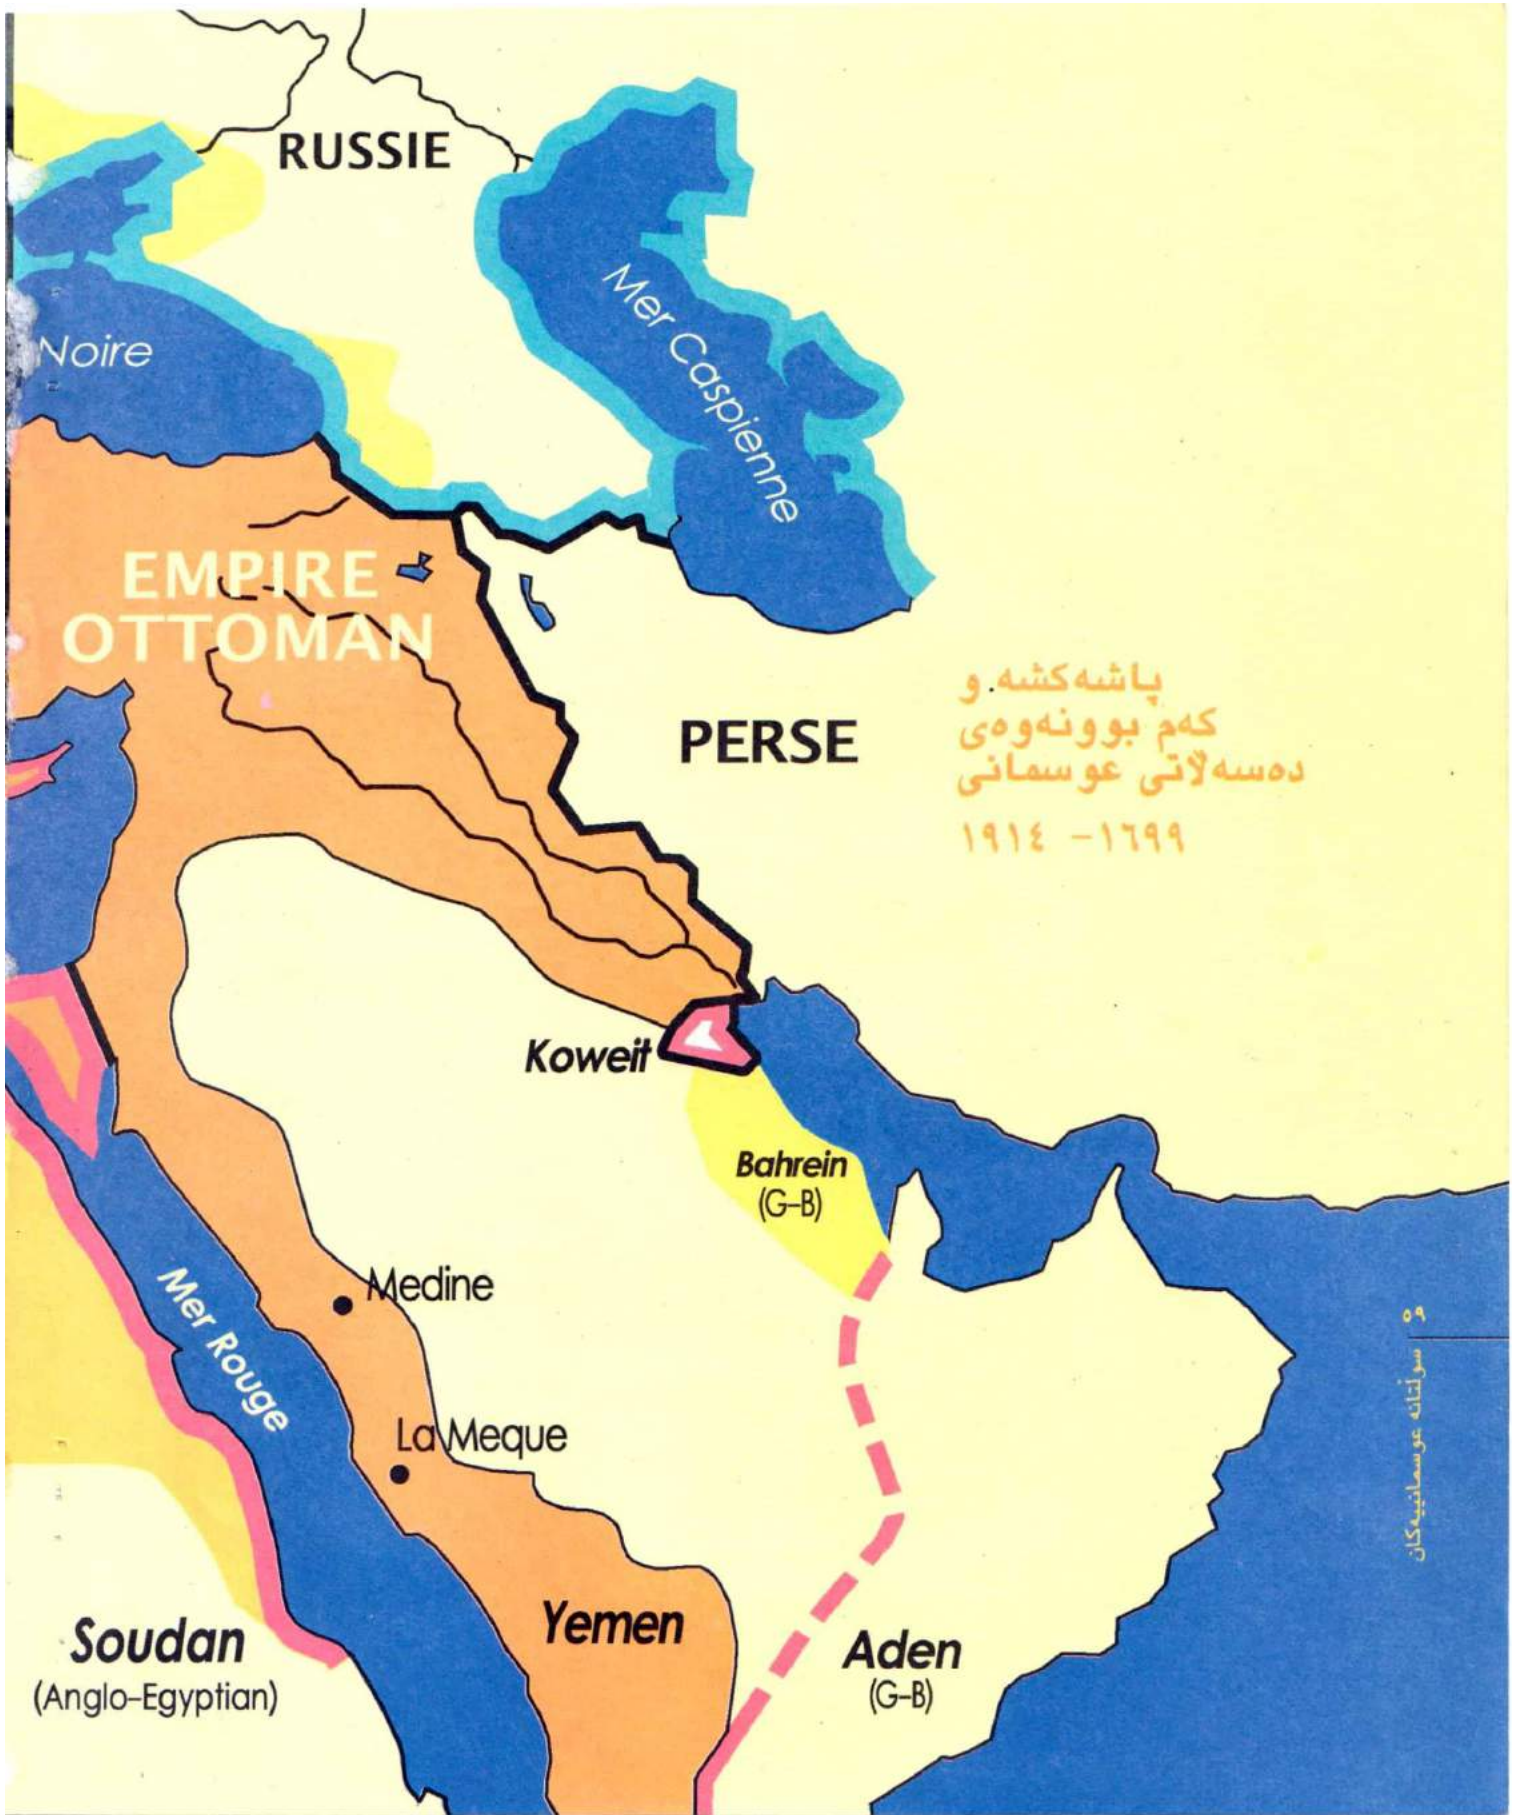 RUSSIE
Mer Caspienne
Noire
EMPIRE
OTTOMAN
PERSE
پاشەکشە و
کەم بوونەوەی
دەسەڵاتی عوسمانی
١٦٩٩- ١٩١٤
Koweit
Bahrein
(G-B)
Medine
Mer Rouge
La Meque
Yemen
Soudan
(Anglo-Egyptian)
Aden
(G-B)
٥٩
سوڵتانە عوسمانییەکان